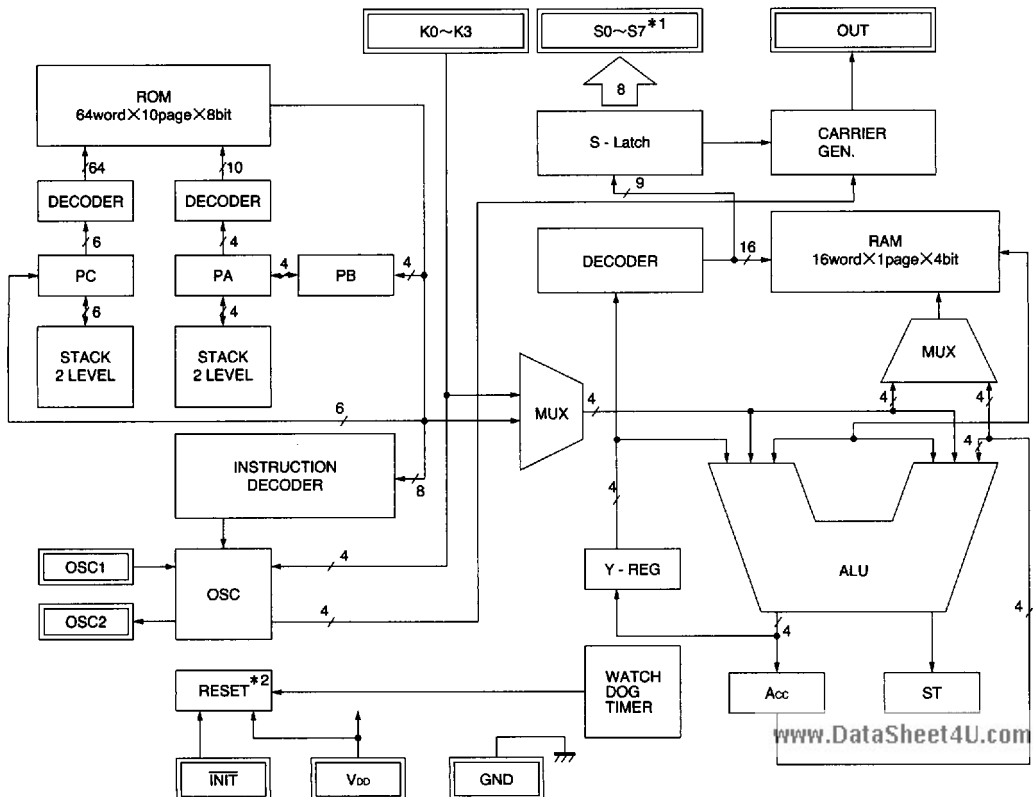 K0~K3
S0~S7*1
OUT
8
ROM
64word×10page×8bit
S - Latch
CARRIER
GEN.
64
10
9
DECODER
DECODER
6
4
DECODER
16
RAM
16word×1page×4bit
PC
PA
4
PB
4
6
4
STACK
2 LEVEL
STACK
2 LEVEL
MUX
MUX
4
4
4
6
4
INSTRUCTION
DECODER
8
4
OSC1
OSC
4
Y - REG
ALU
OSC2
4
4
4
RESET*2
WATCH
DOG
TIMER
Acc
ST
www.DataSheet4U.com
INIT
VDD
GND